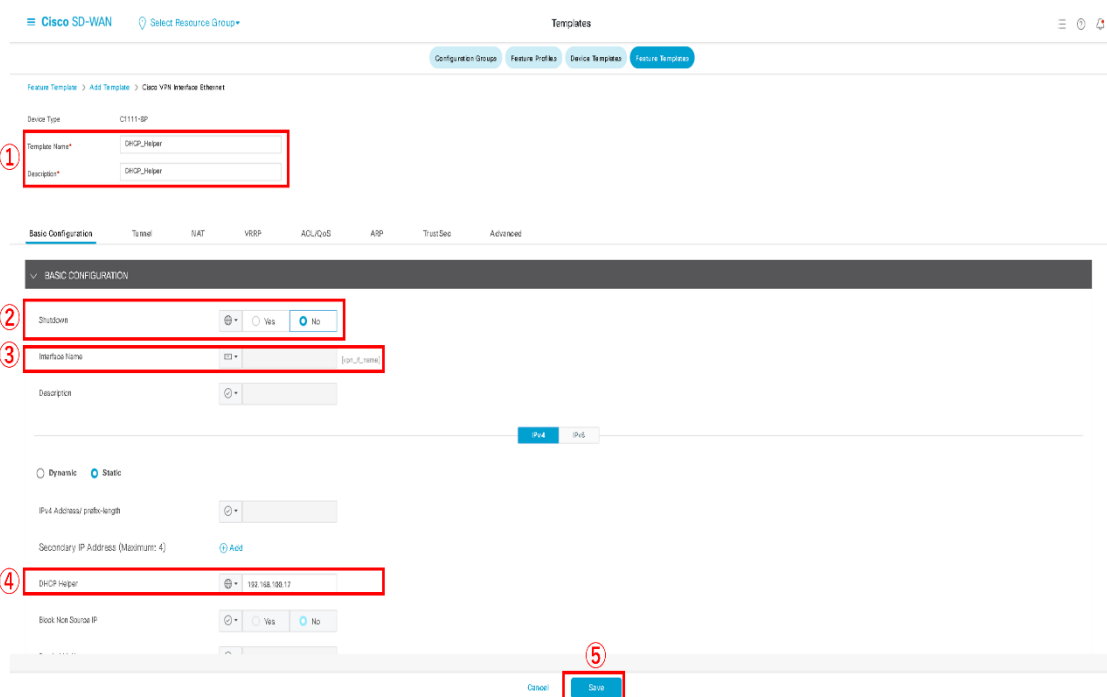 Cisco SD-WAN
Select Resource Group
Templates
Configuration Groups
Feature Profiles
Device Templates
Feature Templates
Feature Template > Add Template > Cisco VPN Interface Ethernet
Device Type C1111-8P
① Template Name* DHCP_Helper
Description* DHCP_Helper
Basic Configuration Tunnel NAT VRRP ACL/QoS ARP TrustSec Advanced
BASIC CONFIGURATION
② Shutdown Yes No
③ Interface Name [vpn_if_name]
Description
IPv4 IPv6
Dynamic Static
IPv4 Address/ prefix-length
Secondary IP Address (Maximum: 4) Add
④ DHCP Helper 192.168.100.17
Block Non Source IP Yes No
⑤
Cancel Save